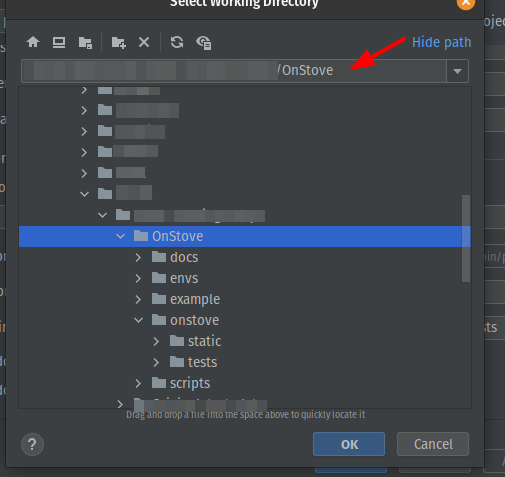 Select Working Directory
Hide path
/OnStove
OnStove
docs
envs
example
onstove
static
tests
scripts
Drag and drop a file into the space above to quickly locate it
?
OK
Cancel